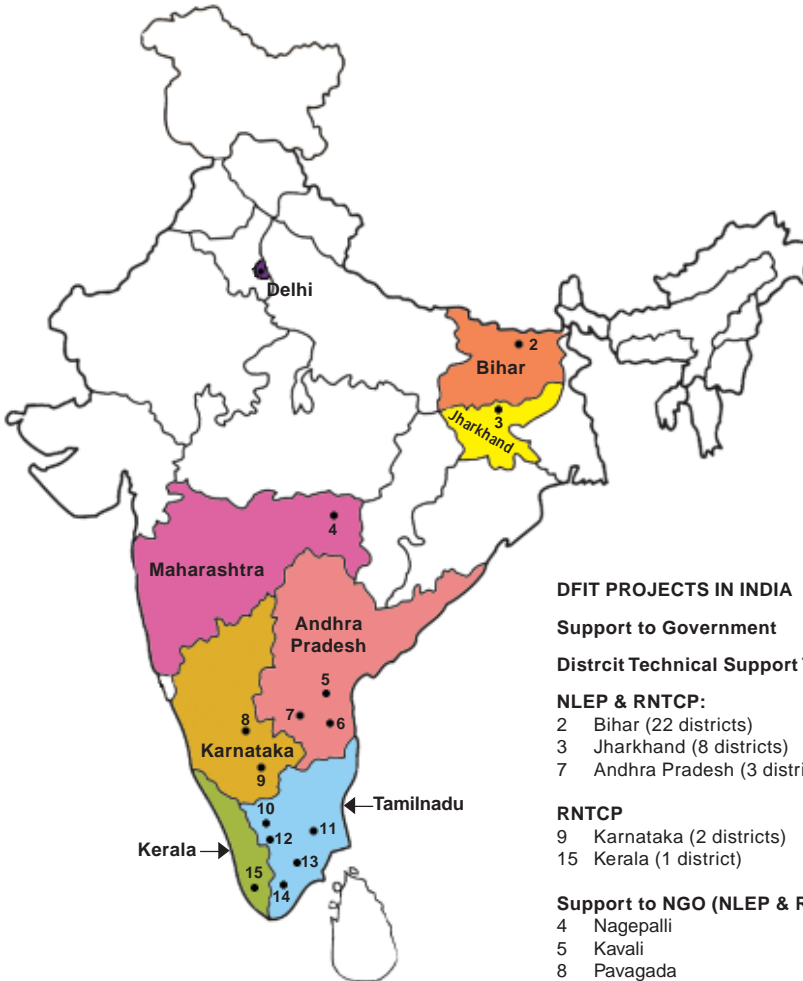 Delhi
2
Bihar
3
Jharkhand
4
Maharashtra
Andhra
Pradesh
5
7
6
8
Karnataka
9
Tamilnadu
10
11
12
Kerala
13
15
14
DFIT PROJECTS IN INDIA
Support to Government
Distrcit Technical Support
NLEP & RNTCP:
2 Bihar (22 districts)
3 Jharkhand (8 districts)
7 Andhra Pradesh (3
RNTCP
9 Karnataka (2 districts)
15 Kerala (1 district)
Support to NGO (NLEP &
4 Nagepalli
5 Kavali
8 Pavagada